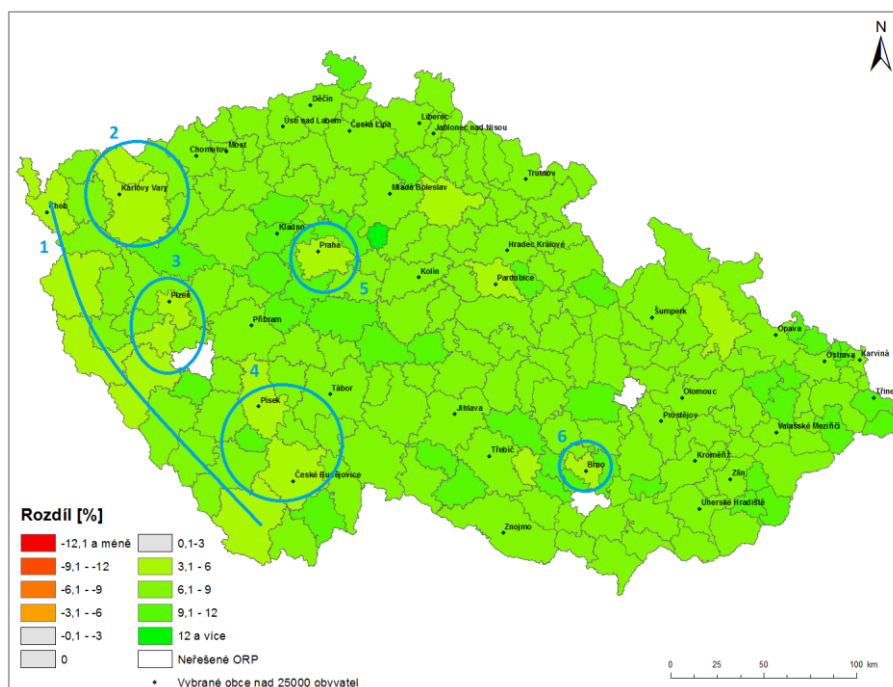 N
Děčín
Liberec
Ústí nad Labem
Česká Lípa
Jablonec nad Nisou
2
Chomutov
Most
Trutnov
Karlovy Vary
Mladá Boleslav
Cheb
Kladno
1
Praha
Hradec Králové
3
Kolín
5
Pardubice
Plzeň
Příbram
Šumperk
Opava
Ostrava
Karviná
4
Tábor
Písek
Olomouc
Třinec
Jihlava
Prostějov
Valašské Meziříčí
6
Třebíč
Brno
Kroměříž
Zlín
České Budějovice
Uherské Hradiště
Znojmo
Rozdíl [%]
-12,1 a méně
0,1-3
-9,1 - -12
3,1 - 6
-6,1 - -9
6,1 - 9
-3,1 - -6
9,1 - 12
-0,1 - -3
12 a více
0
Neřešené ORP
Vybrané obce nad 25000 obyvatel
0 25 50 100 km